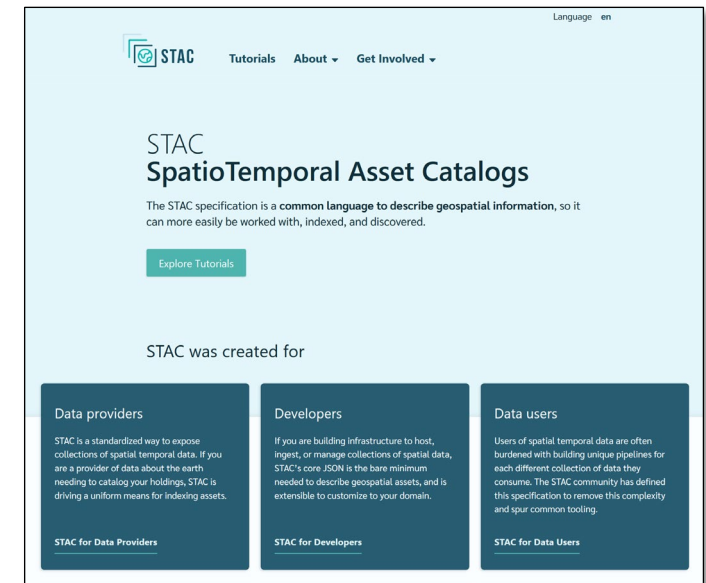 Language en
STAC Tutorials About Get Involved
STAC
SpatioTemporal Asset Catalogs
The STAC specification is a common language to describe geospatial information, so it
can more easily be worked with, indexed, and discovered.
Explore Tutorials
STAC was created for
Data providers
STAC is a standardized way to expose
collections of spatial temporal data. If you
are a provider of data about the earth
needing to catalog your holdings, STAC is
driving a uniform means for indexing assets.
STAC for Data Providers
Developers
If you are building infrastructure to host,
ingest, or manage collections of spatial data,
STAC's core JSON is the bare minimum
needed to describe geospatial assets, and is
extensible to customize to your domain.
STAC for Developers
Data users
Users of spatial temporal data are often
burdened with building unique pipelines for
each different collection of data they
consume. The STAC community has defined
this specification to remove this complexity
and spur common tooling.
STAC for Data Users